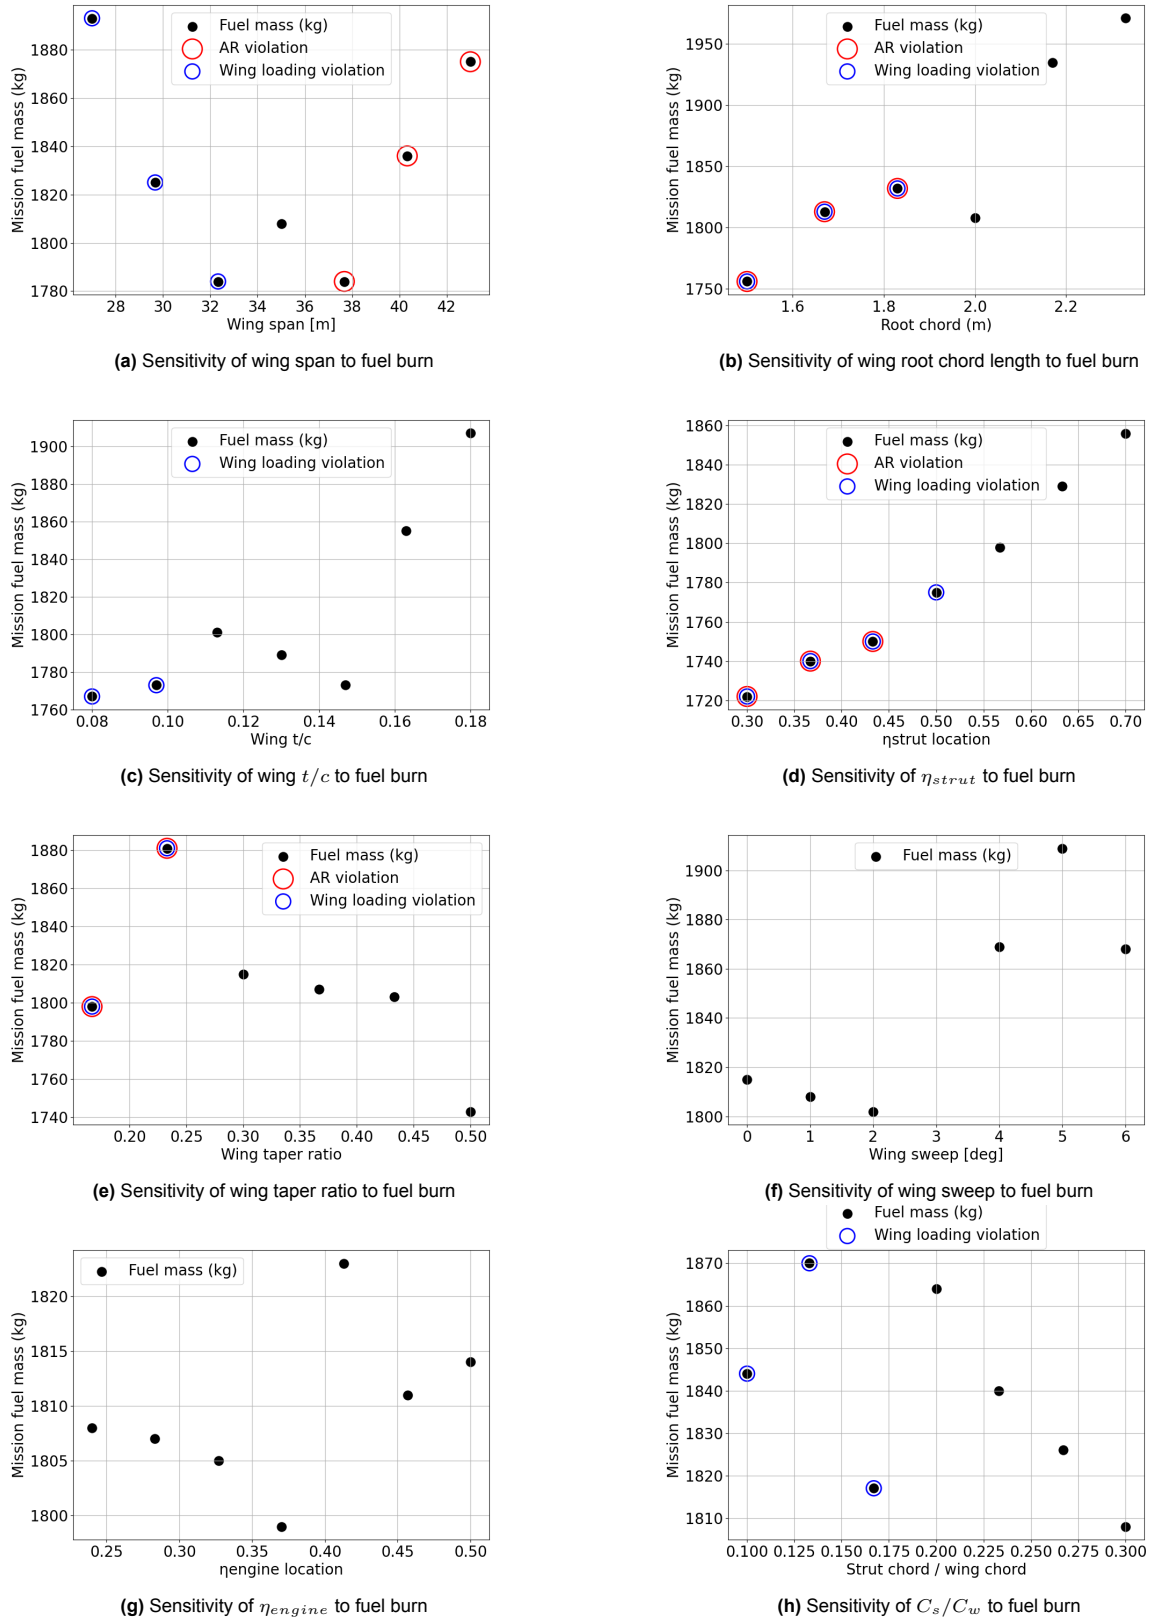 Fuel mass (kg)
AR violation
Wing loading violation
Mission fuel mass (kg)
1880
1860
1840
1820
1800
1780
28
30
32
34
36
38
40
42
Wing span [m]
(a) Sensitivity of wing span to fuel burn
Fuel mass (kg)
AR violation
Wing loading violation
Mission fuel mass (kg)
1950
1900
1850
1800
1750
1.6
1.8
2.0
2.2
Root chord (m)
(b) Sensitivity of wing root chord length to fuel burn
Fuel mass (kg)
Wing loading violation
Mission fuel mass (kg)
1900
1880
1860
1840
1820
1800
1780
1760
0.08
0.10
0.12
0.14
0.16
0.18
Wing t/c
(c) Sensitivity of wing t/c to fuel burn
Fuel mass (kg)
AR violation
Wing loading violation
Mission fuel mass (kg)
1860
1840
1820
1800
1780
1760
1740
1720
0.30
0.35
0.40
0.45
0.50
0.55
0.60
0.65
0.70
ηstrut location
(d) Sensitivity of ηstrut to fuel burn
Fuel mass (kg)
AR violation
Wing loading violation
Mission fuel mass (kg)
1880
1860
1840
1820
1800
1780
1760
1740
0.20
0.25
0.30
0.35
0.40
0.45
0.50
Wing taper ratio
(e) Sensitivity of wing taper ratio to fuel burn
Fuel mass (kg)
Mission fuel mass (kg)
1900
1880
1860
1840
1820
1800
0
1
2
3
4
5
6
Wing sweep [deg]
(f) Sensitivity of wing sweep to fuel burn
Fuel mass (kg)
Mission fuel mass (kg)
1820
1815
1810
1805
1800
0.25
0.30
0.35
0.40
0.45
0.50
ηengine location
(g) Sensitivity of ηengine to fuel burn
Fuel mass (kg)
Wing loading violation
Mission fuel mass (kg)
1870
1860
1850
1840
1830
1820
1810
0.100
0.125
0.150
0.175
0.200
0.225
0.250
0.275
0.300
Strut chord / wing chord
(h) Sensitivity of Cs/Cw to fuel burn